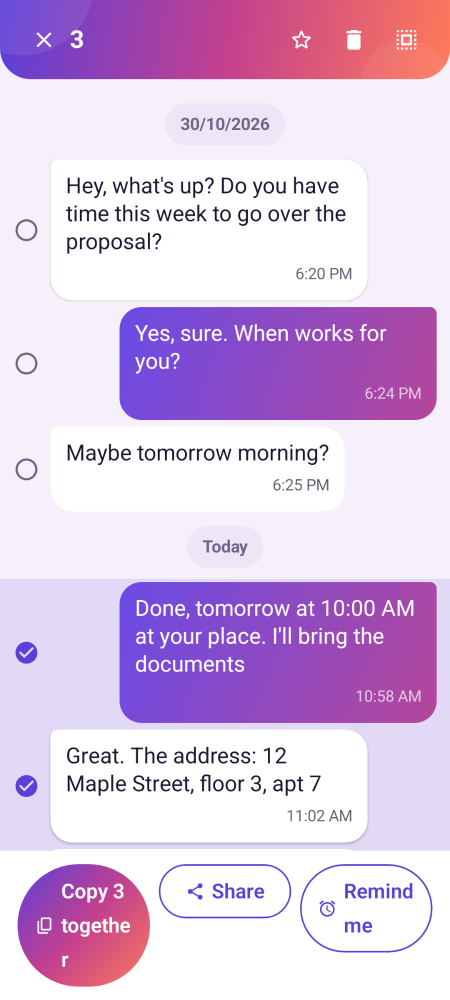 3
30/10/2026
Hey, what's up? Do you have
time this week to go over the
proposal?
6:20 PM
Yes, sure. When works for
you?
6:24 PM
Maybe tomorrow morning?
6:25 PM
Today
Done, tomorrow at 10:00 AM
at your place. I'll bring the
documents
10:58 AM
Great. The address: 12
Maple Street, floor 3, apt 7
11:02 AM
Copy 3
togethe
r
Share
Remind
me